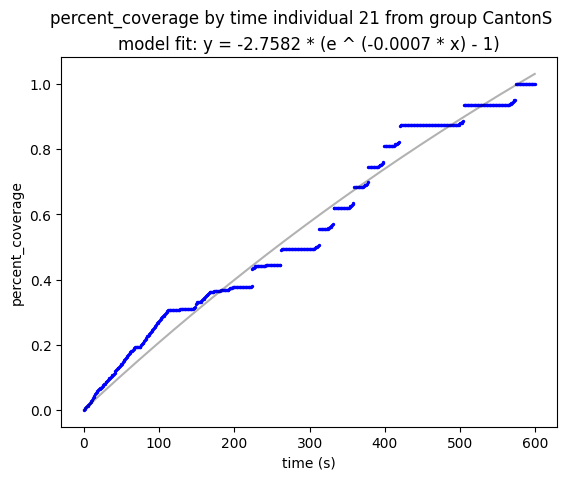 percent_coverage by time individual 21 from group CantonS
model fit: y = -2.7582 * (e ^ (-0.0007 * x) - 1)
1.0
0.8
0.6
0.4
0.2
0.0
percent_coverage
0 100 200 300 400 500 600
time (s)